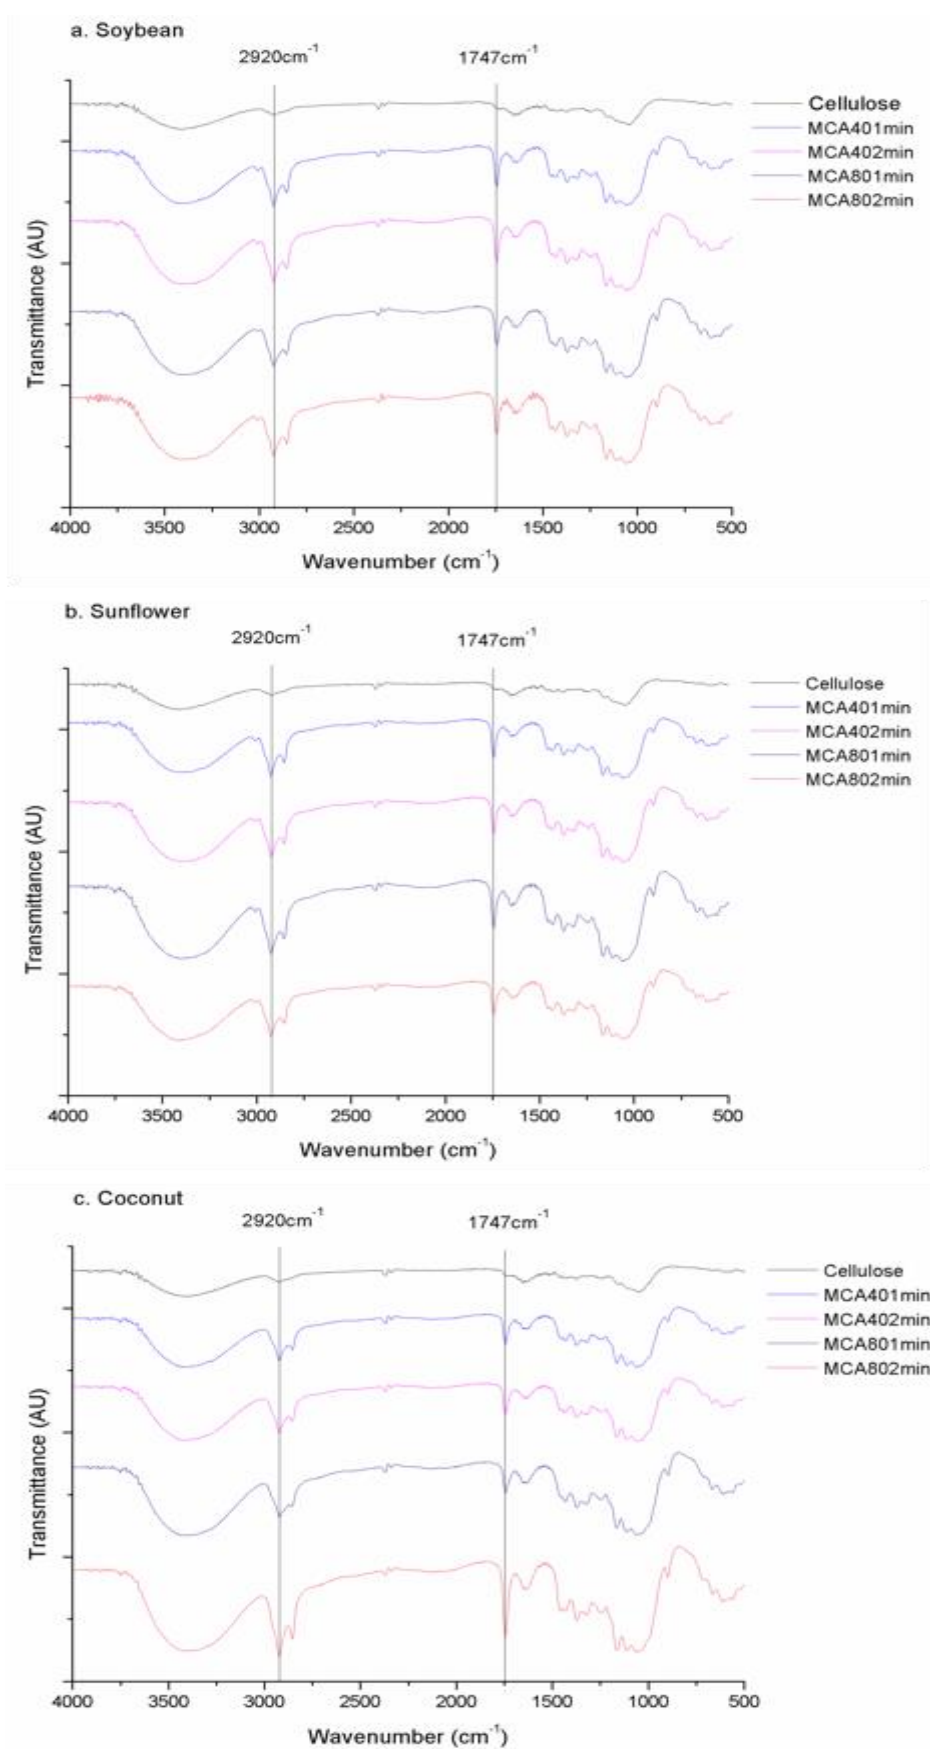 a. Soybean
2920cm⁻¹ 1747cm⁻¹
Cellulose
MCA401min
MCA402min
MCA801min
MCA802min
Transmittance (AU)
4000 3500 3000 2500 2000 1500 1000 500
Wavenumber (cm⁻¹)
b. Sunflower
2920cm⁻¹ 1747cm⁻¹
Cellulose
MCA401min
MCA402min
MCA801min
MCA802min
Transmittance (AU)
4000 3500 3000 2500 2000 1500 1000 500
Wavenumber (cm⁻¹)
c. Coconut
2920cm⁻¹ 1747cm⁻¹
Cellulose
MCA401min
MCA402min
MCA801min
MCA802min
Transmittance (AU)
4000 3500 3000 2500 2000 1500 1000 500
Wavenumber (cm⁻¹)